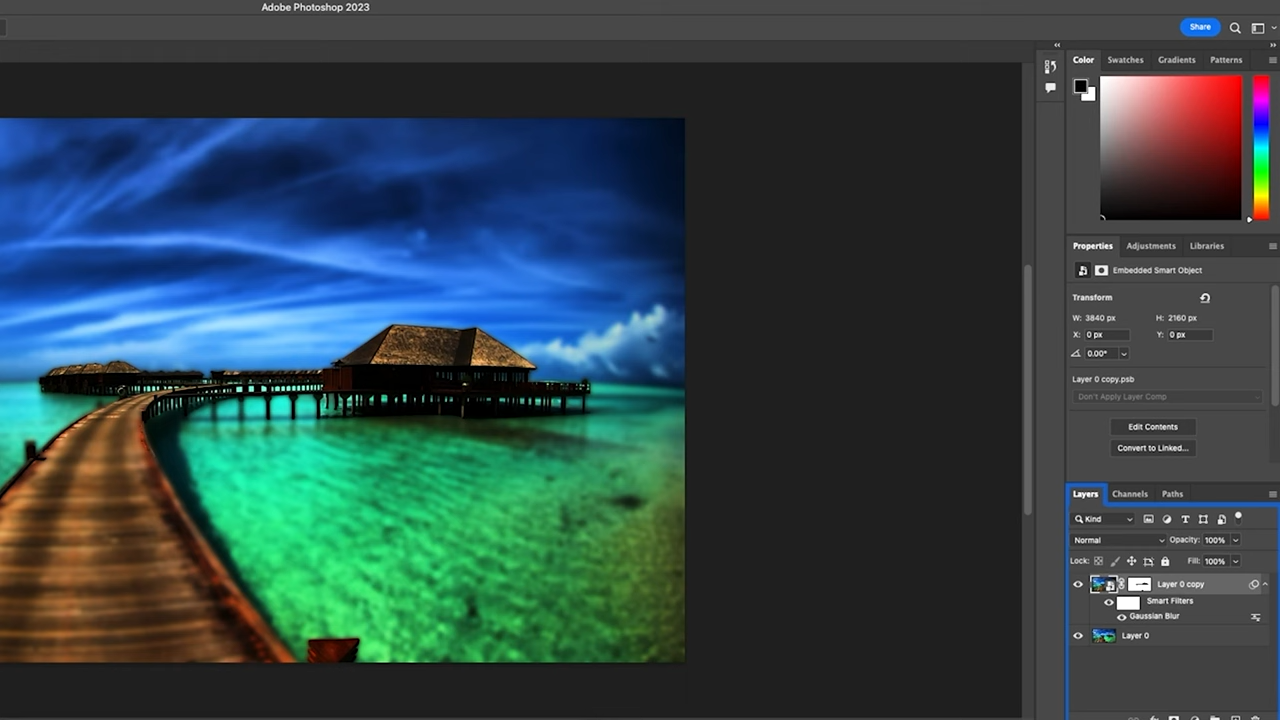 Adobe Photoshop 2023
Share
Color Swatches Gradients Patterns
Properties Adjustments Libraries
Embedded Smart Object
Transform
W: 3840 px H: 2160 px
X: 0 px Y: 0 px
0.00°
Layer 0 copy.psb
Don't Apply Layer Comp
Edit Contents
Convert to Linked...
Layers Channels Paths
Kind
Normal Opacity: 100%
Lock: Fill: 100%
Layer 0 copy
Smart Filters
Gaussian Blur
Layer 0